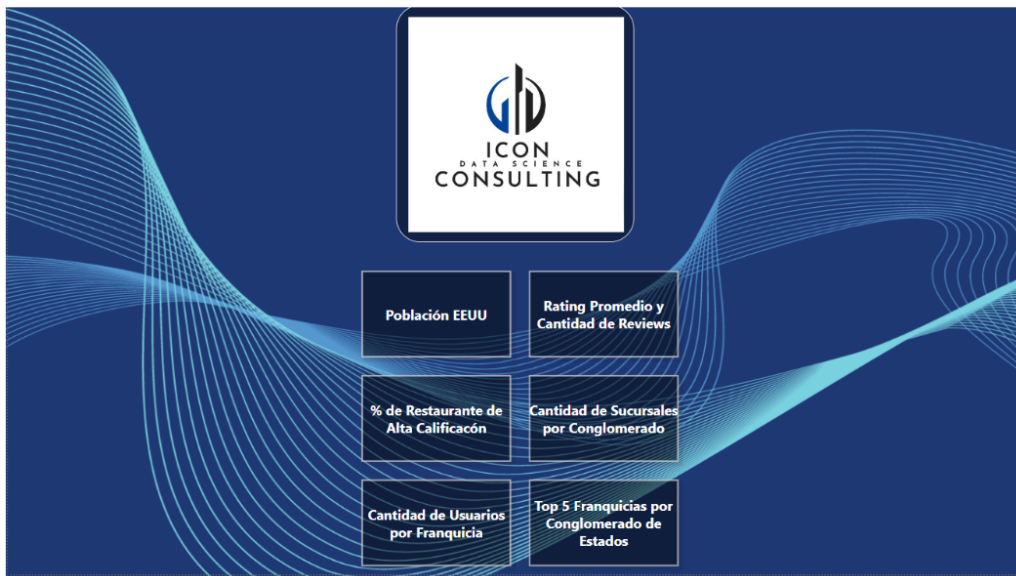 ICON
DATA SCIENCE
CONSULTING
Población EEUU
Rating Promedio y
Cantidad de Reviews
% de Restaurante de
Alta Calificacón
Cantidad de Sucursales
por Conglomerado
Cantidad de Usuarios
por Franquicia
Top 5 Franquicias por
Conglomerado de
Estados